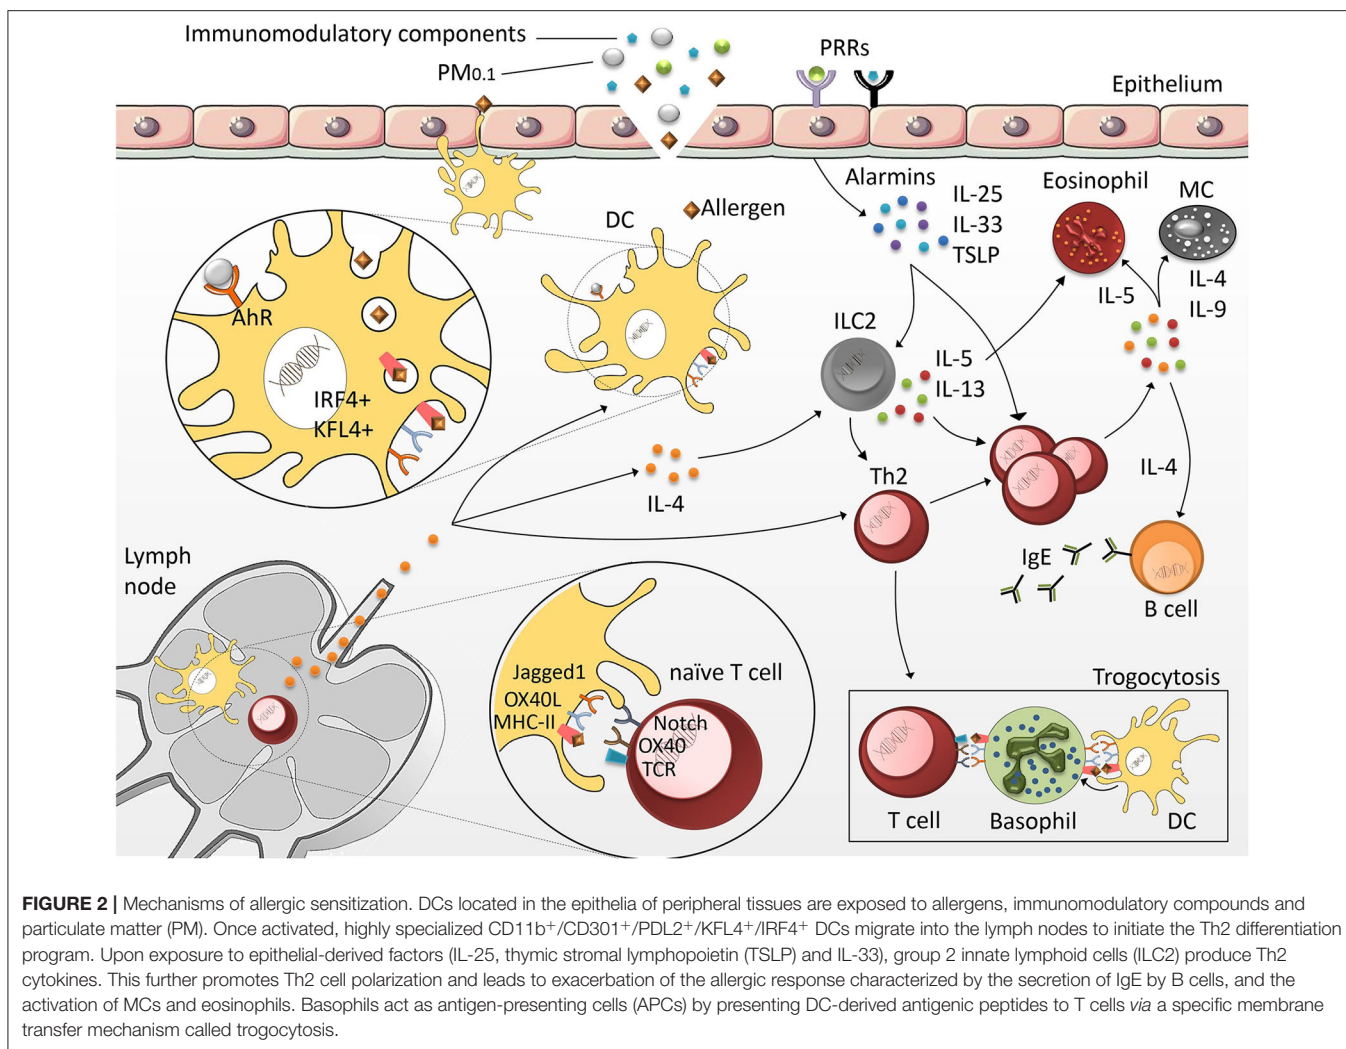 Immunomodulatory components
PM0.1
PRRs
Epithelium
Alarmins
IL-25
IL-33
TSLP
Eosinophil
MC
IL-4
IL-9
IL-5
DC
Allergen
AhR
IRF4+
KFL4+
ILC2
IL-5
IL-13
IL-4
Th2
IL-4
IgE
B cell
Lymph
node
Jagged1
OX40L
MHC-II
naïve T cell
Notch
OX40
TCR
Trogocytosis
T cell
Basophil
DC
FIGURE 2 | Mechanisms of allergic sensitization. DCs located in the epithelia of peripheral tissues are exposed to allergens, immunomodulatory compounds and
particulate matter (PM). Once activated, highly specialized CD11b+/CD301+/PDL2+/KFL4+/IRF4+ DCs migrate into the lymph nodes to initiate the Th2 differentiation
program. Upon exposure to epithelial-derived factors (IL-25, thymic stromal lymphopoietin (TSLP) and IL-33), group 2 innate lymphoid cells (ILC2) produce Th2
cytokines. This further promotes Th2 cell polarization and leads to exacerbation of the allergic response characterized by the secretion of IgE by B cells, and the
activation of MCs and eosinophils. Basophils act as antigen-presenting cells (APCs) by presenting DC-derived antigenic peptides to T cells via a specific membrane
transfer mechanism called trogocytosis.